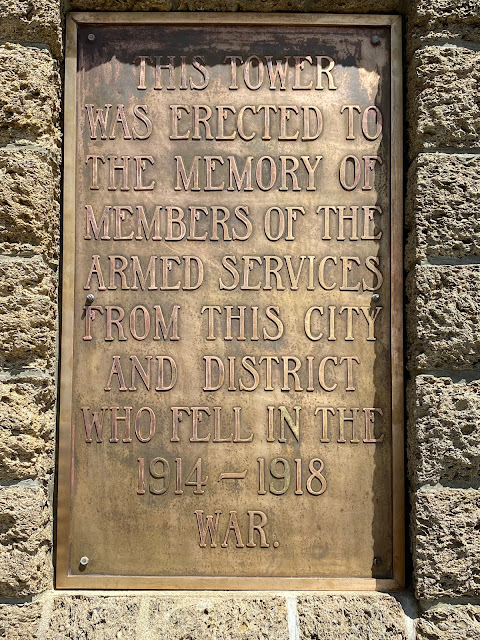 THIS TOWER
WAS ERECTED TO
THE MEMORY OF
MEMBERS OF THE
ARMED SERVICES
FROM THIS CITY
AND DISTRICT
WHO FELL IN THE
1914 – 1918
WAR.